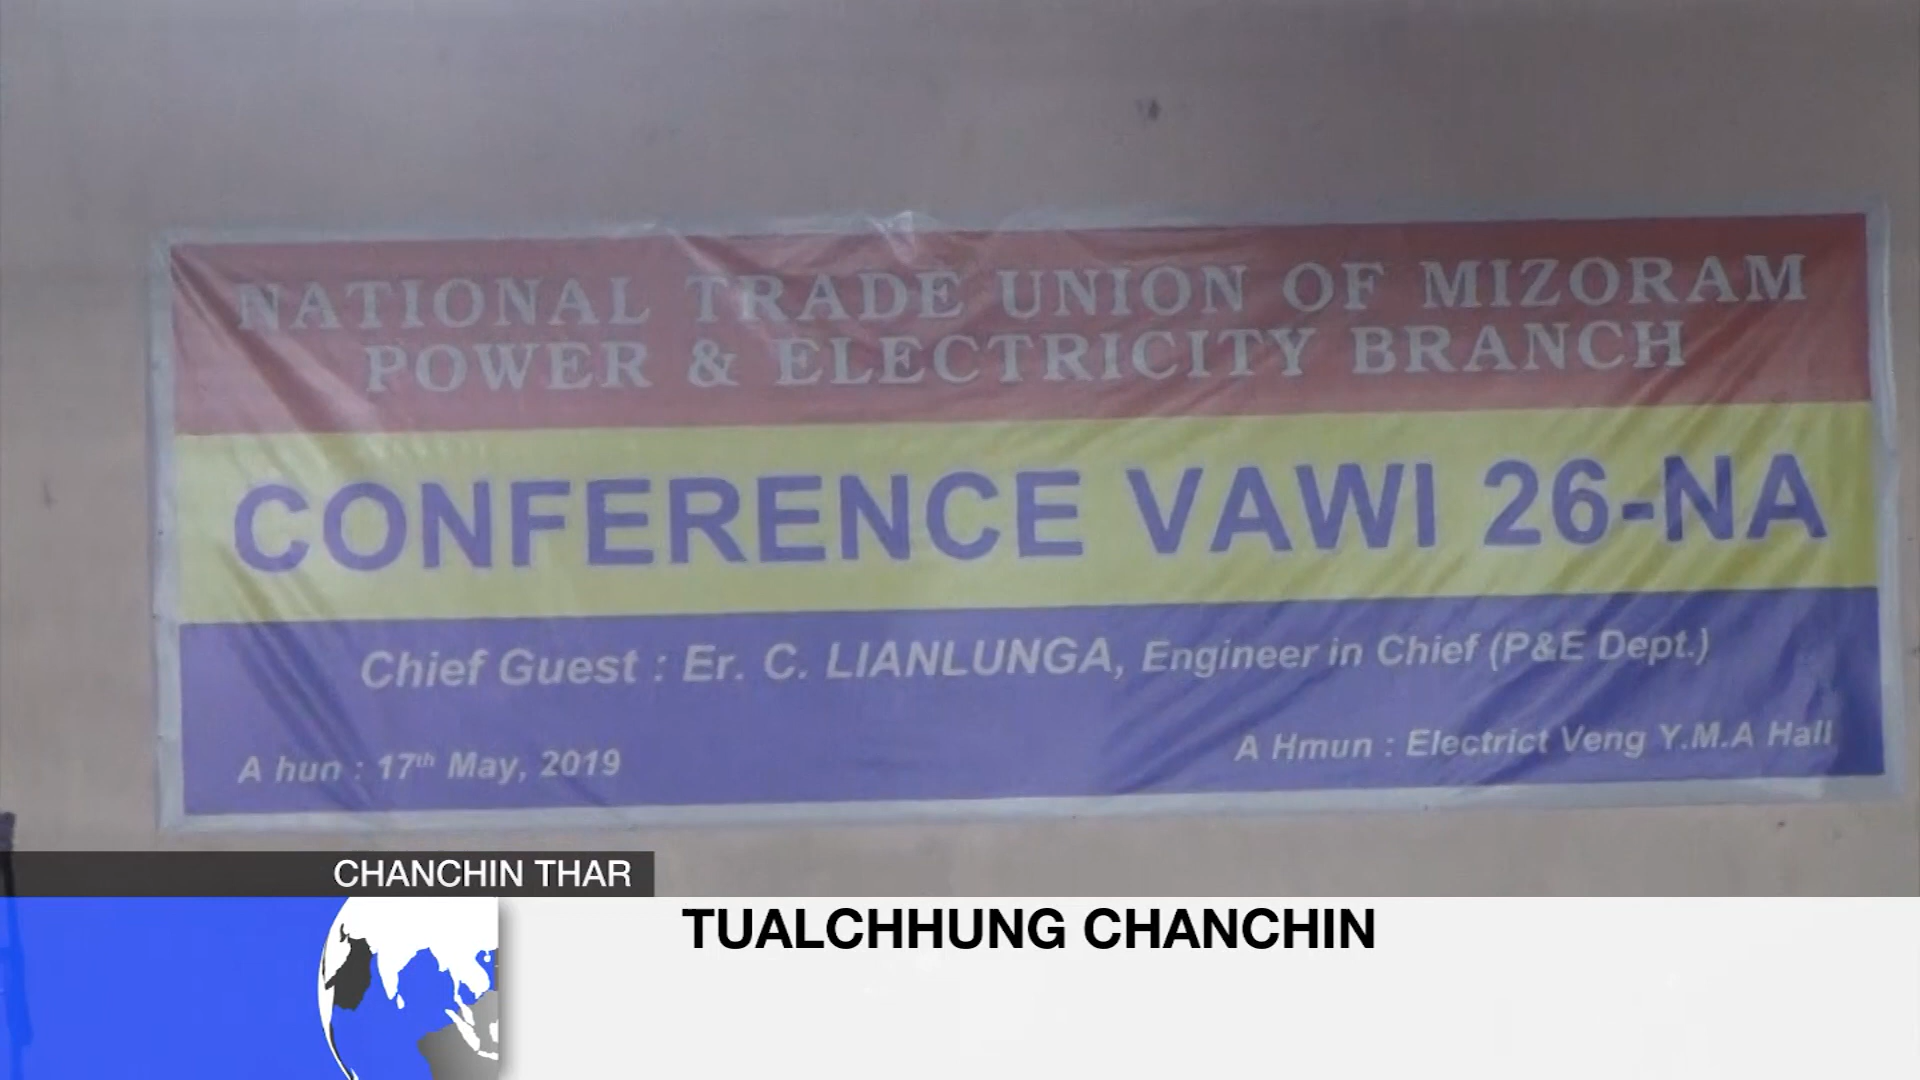 NATIONAL TRADE UNION OF MIZORAM
POWER & ELECTRICITY BRANCH
CONFERENCE VAWI 26-NA
Chief Guest : Er. C. LIANLUNGA, Engineer in Chief (P&E Dept.)
A hun : 17th May, 2019
A Hmun : Electrict Veng Y.M.A Hall
CHANCHIN THAR
TUALCHHUNG CHANCHIN